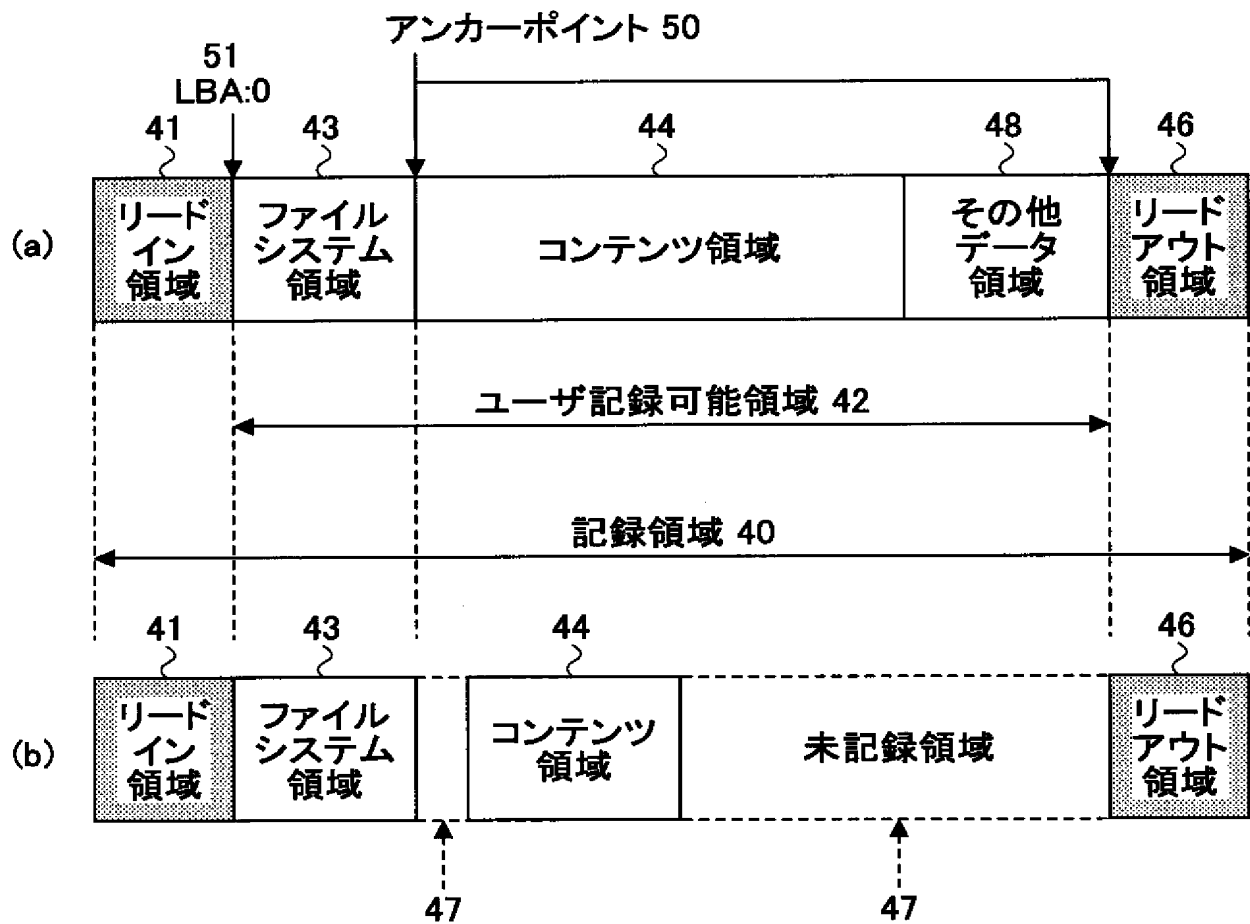 アンカーポイント 50
51
LBA:0
41
43
44
48
46
(a)
リード
イン
領域
ファイル
システム
領域
コンテンツ領域
その他
データ
領域
リード
アウト
領域
ユーザ記録可能領域 42
記録領域 40
41
43
44
46
(b)
リード
イン
領域
ファイル
システム
領域
コンテンツ
領域
未記録領域
リード
アウト
領域
47
47